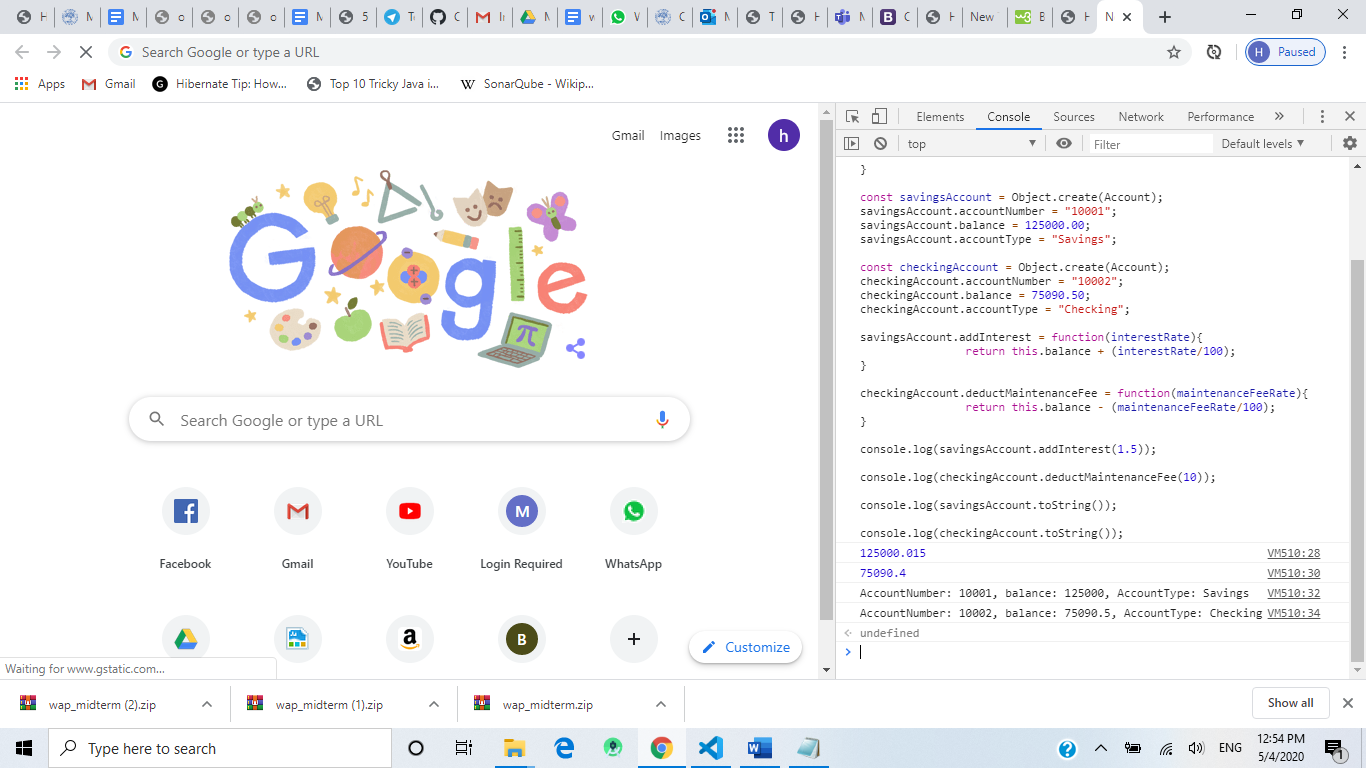 H
M
M
M
o
o
o
M
5
Te
C
M
In
M
w
W
C
M
T
H
M
C
H
New
B
H
N
Search Google or type a URL
H Paused
Apps
Gmail
Hibernate Tip: How...
Top 10 Tricky Java i...
SonarQube - Wikip...
Gmail Images
h
Google
π
Search Google or type a URL
Facebook
Gmail
YouTube
M
Login Required
WhatsApp
B
Customize
Waiting for www.gstatic.com...
Elements Console Sources Network Performance
top
Filter
Default levels
}
const savingsAccount = Object.create(Account);
savingsAccount.accountNumber = "10001";
savingsAccount.balance = 125000.00;
savingsAccount.accountType = "Savings";
const checkingAccount = Object.create(Account);
checkingAccount.accountNumber = "10002";
checkingAccount.balance = 75090.50;
checkingAccount.accountType = "Checking";
savingsAccount.addInterest = function(interestRate){
return this.balance + (interestRate/100);
}
checkingAccount.deductMaintenanceFee = function(maintenanceFeeRate){
return this.balance - (maintenanceFeeRate/100);
}
console.log(savingsAccount.addInterest(1.5));
console.log(checkingAccount.deductMaintenanceFee(10));
console.log(savingsAccount.toString());
console.log(checkingAccount.toString());
125000.015 VM510:28
75090.4 VM510:30
AccountNumber: 10001, balance: 125000, AccountType: Savings VM510:32
AccountNumber: 10002, balance: 75090.5, AccountType: Checking VM510:34
undefined
wap_midterm (2).zip
wap_midterm (1).zip
wap_midterm.zip
Show all
Type here to search
ENG
12:54 PM
5/4/2020
1